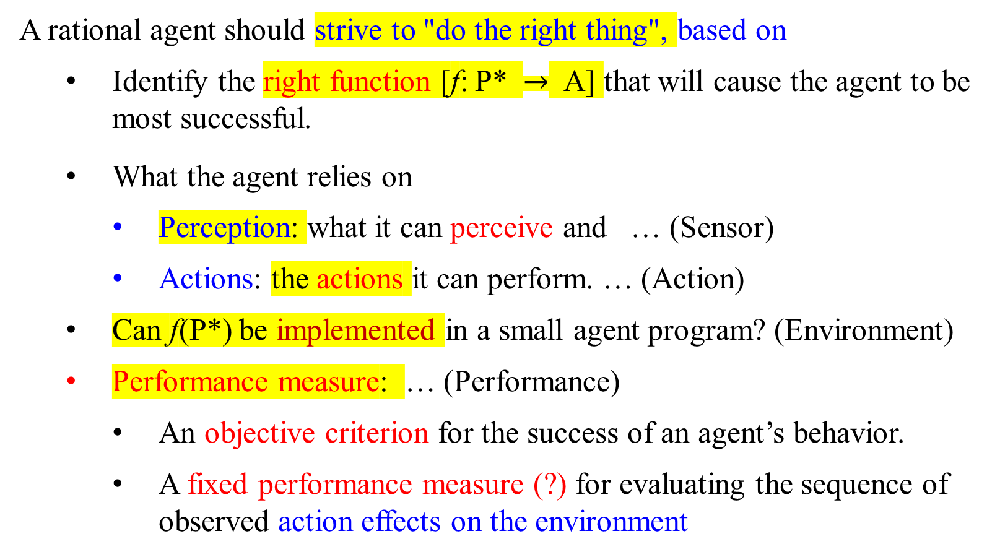 A rational agent should strive to "do the right thing", based on
• Identify the right function [f: P* → A] that will cause the agent to be
most successful.
• What the agent relies on
• Perception: what it can perceive and … (Sensor)
• Actions: the actions it can perform. … (Action)
• Can f(P*) be implemented in a small agent program? (Environment)
• Performance measure: … (Performance)
• An objective criterion for the success of an agent’s behavior.
• A fixed performance measure (?) for evaluating the sequence of
observed action effects on the environment